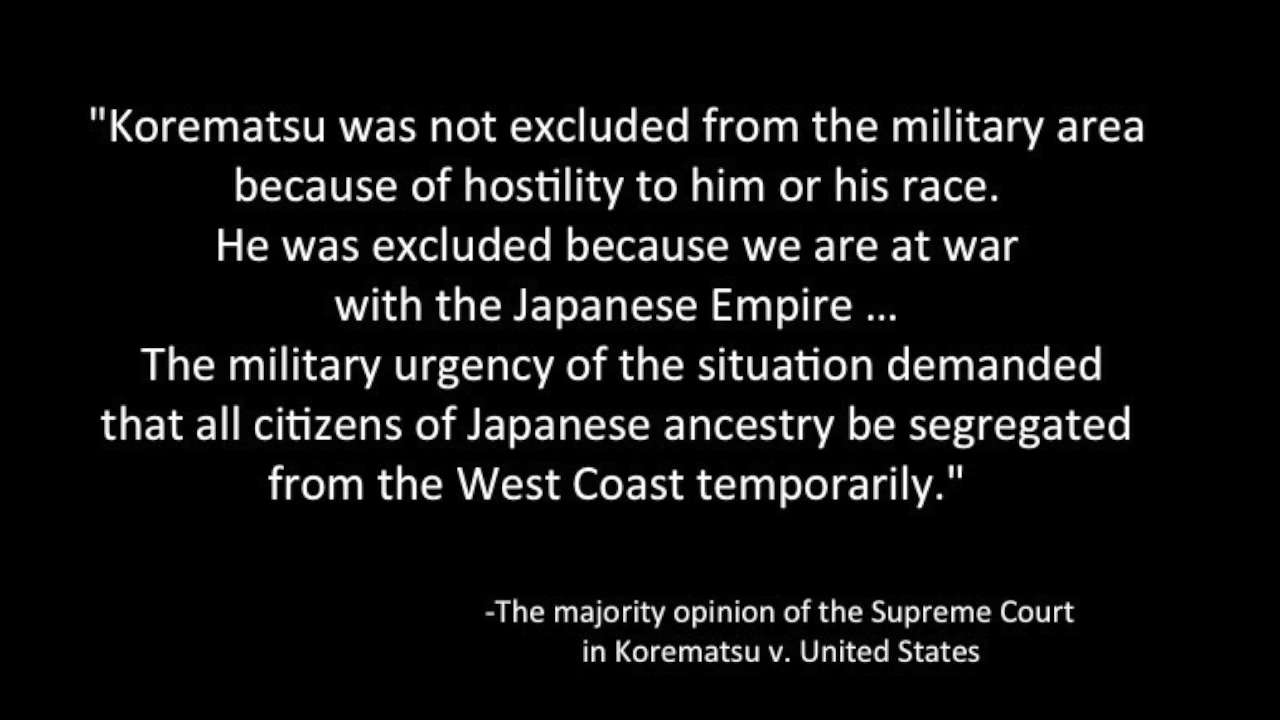 "Korematsu was not excluded from the military area
because of hostility to him or his race.
He was excluded because we are at war
with the Japanese Empire ...
The military urgency of the situation demanded
that all citizens of Japanese ancestry be segregated
from the West Coast temporarily."
-The majority opinion of the Supreme Court
in Korematsu v. United States